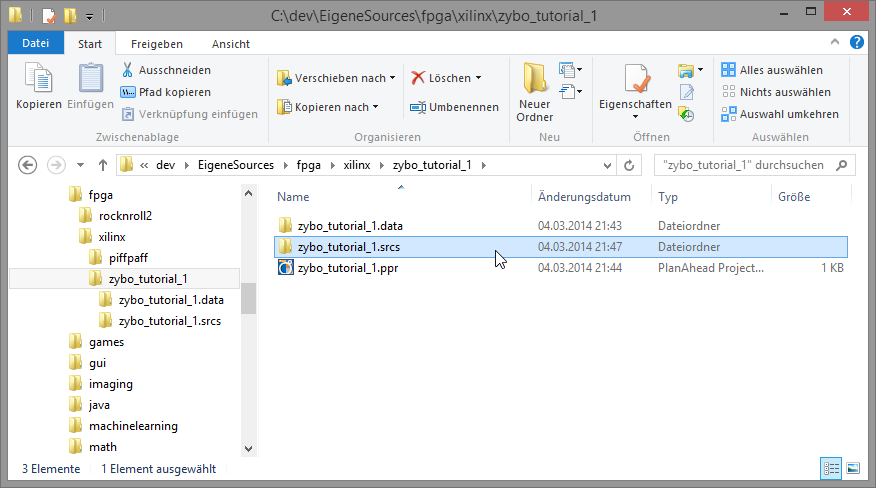 C:\dev\EigeneSources\fpga\xilinx\zybo_tutorial_1
Datei Start Freigeben Ansicht
Kopieren
Einfügen
Ausschneiden
Pfad kopieren
Verknüpfung einfügen
Zwischenablage
Verschieben nach
Kopieren nach
Löschen
Umbenennen
Organisieren
Neuer
Ordner
Neu
Eigenschaften
Öffnen
Alles auswählen
Nichts auswählen
Auswahl umkehren
Auswählen
dev EigeneSources fpga xilinx zybo_tutorial_1
"zybo_tutorial_1" durchsuchen
fpga
rocknroll2
xilinx
piffpaff
zybo_tutorial_1
zybo_tutorial_1.data
zybo_tutorial_1.srcs
games
gui
imaging
java
machinelearning
math
Name Änderungsdatum Typ Größe
zybo_tutorial_1.data 04.03.2014 21:43 Dateiordner
zybo_tutorial_1.srcs 04.03.2014 21:47 Dateiordner
zybo_tutorial_1.ppr 04.03.2014 21:44 PlanAhead Project... 1 KB
3 Elemente 1 Element ausgewählt